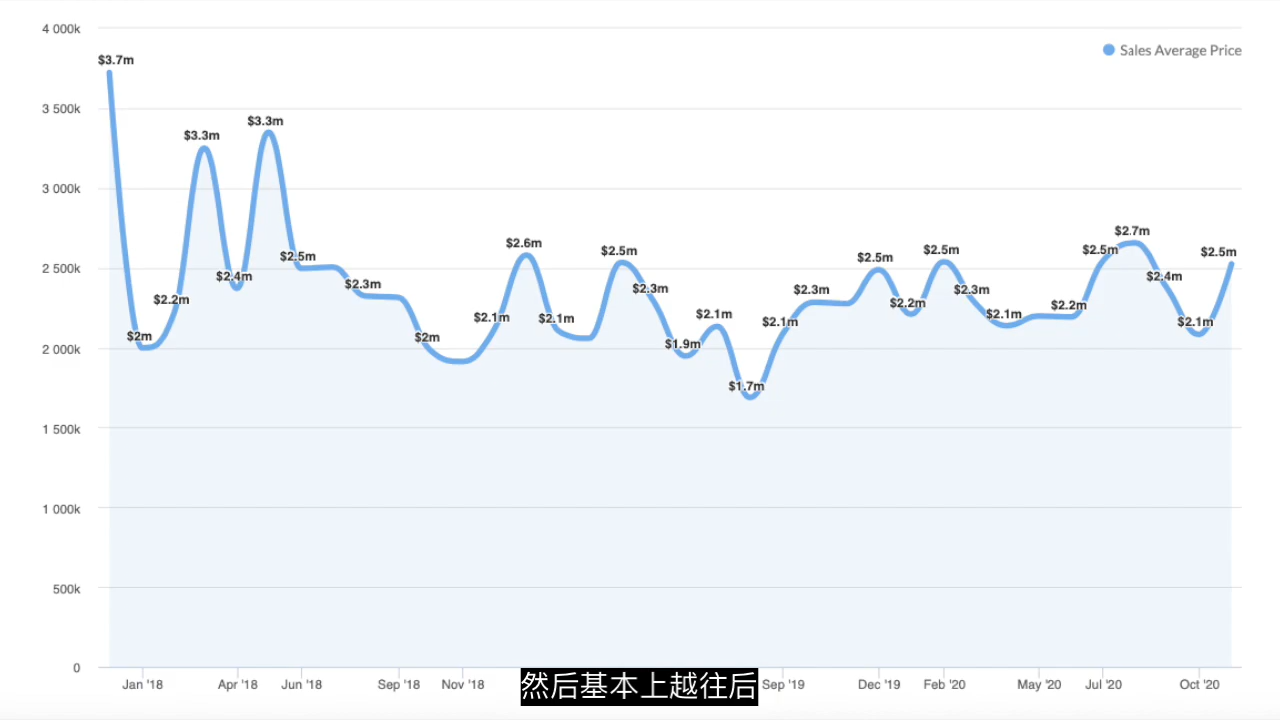 4 000k
$3.7m
Sales Average Price
3 500k
$3.3m
$3.3m
3 000k
$2.7m
$2.6m
$2.5m
$2.5m
$2.5m
$2.5m
$2.5m
$2.5m
2 500k
$2.4m
$2.4m
$2.3m
$2.3m
$2.3m
$2.3m
$2.2m
$2.2m
$2.2m
$2.1m
$2.1m
$2.1m
$2.1m
$2.1m
$2.1m
$2m
$2m
2 000k
$1.9m
$1.7m
1 500k
1 000k
500k
0
Jan '18 Apr '18 Jun '18 Sep '18 Nov '18 Sep '19 Dec '19 Feb '20 May '20 Jul '20 Oct '20
然后基本上越往后